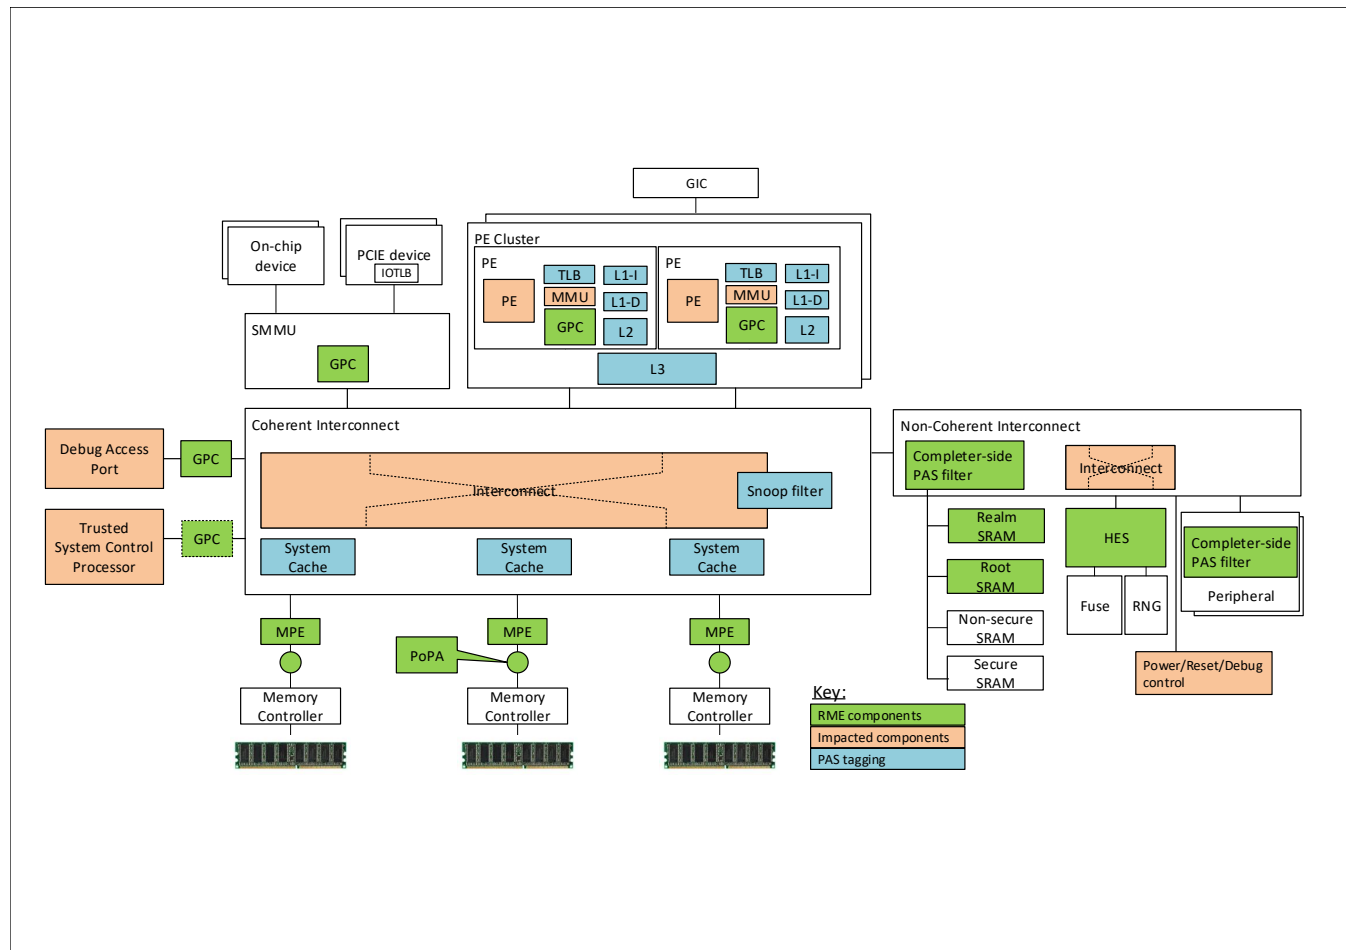 GIC
On-chip
device
PCIE device
IOTLB
PE Cluster
PE
PE
TLB
MMU
GPC
L1-I
L1-D
L2
PE
PE
TLB
MMU
GPC
L1-I
L1-D
L2
L3
SMMU
GPC
Coherent Interconnect
Interconnect
Snoop filter
System
Cache
System
Cache
System
Cache
Debug Access
Port
GPC
Trusted
System Control
Processor
GPC
Non-Coherent Interconnect
Completer-side
PAS filter
Interconnect
Realm
SRAM
Root
SRAM
Non-secure
SRAM
Secure
SRAM
HES
Fuse
RNG
Completer-side
PAS filter
Peripheral
Power/Reset/Debug
control
MPE
MPE
MPE
PoPA
Memory
Controller
Memory
Controller
Memory
Controller
Key:
RME components
Impacted components
PAS tagging